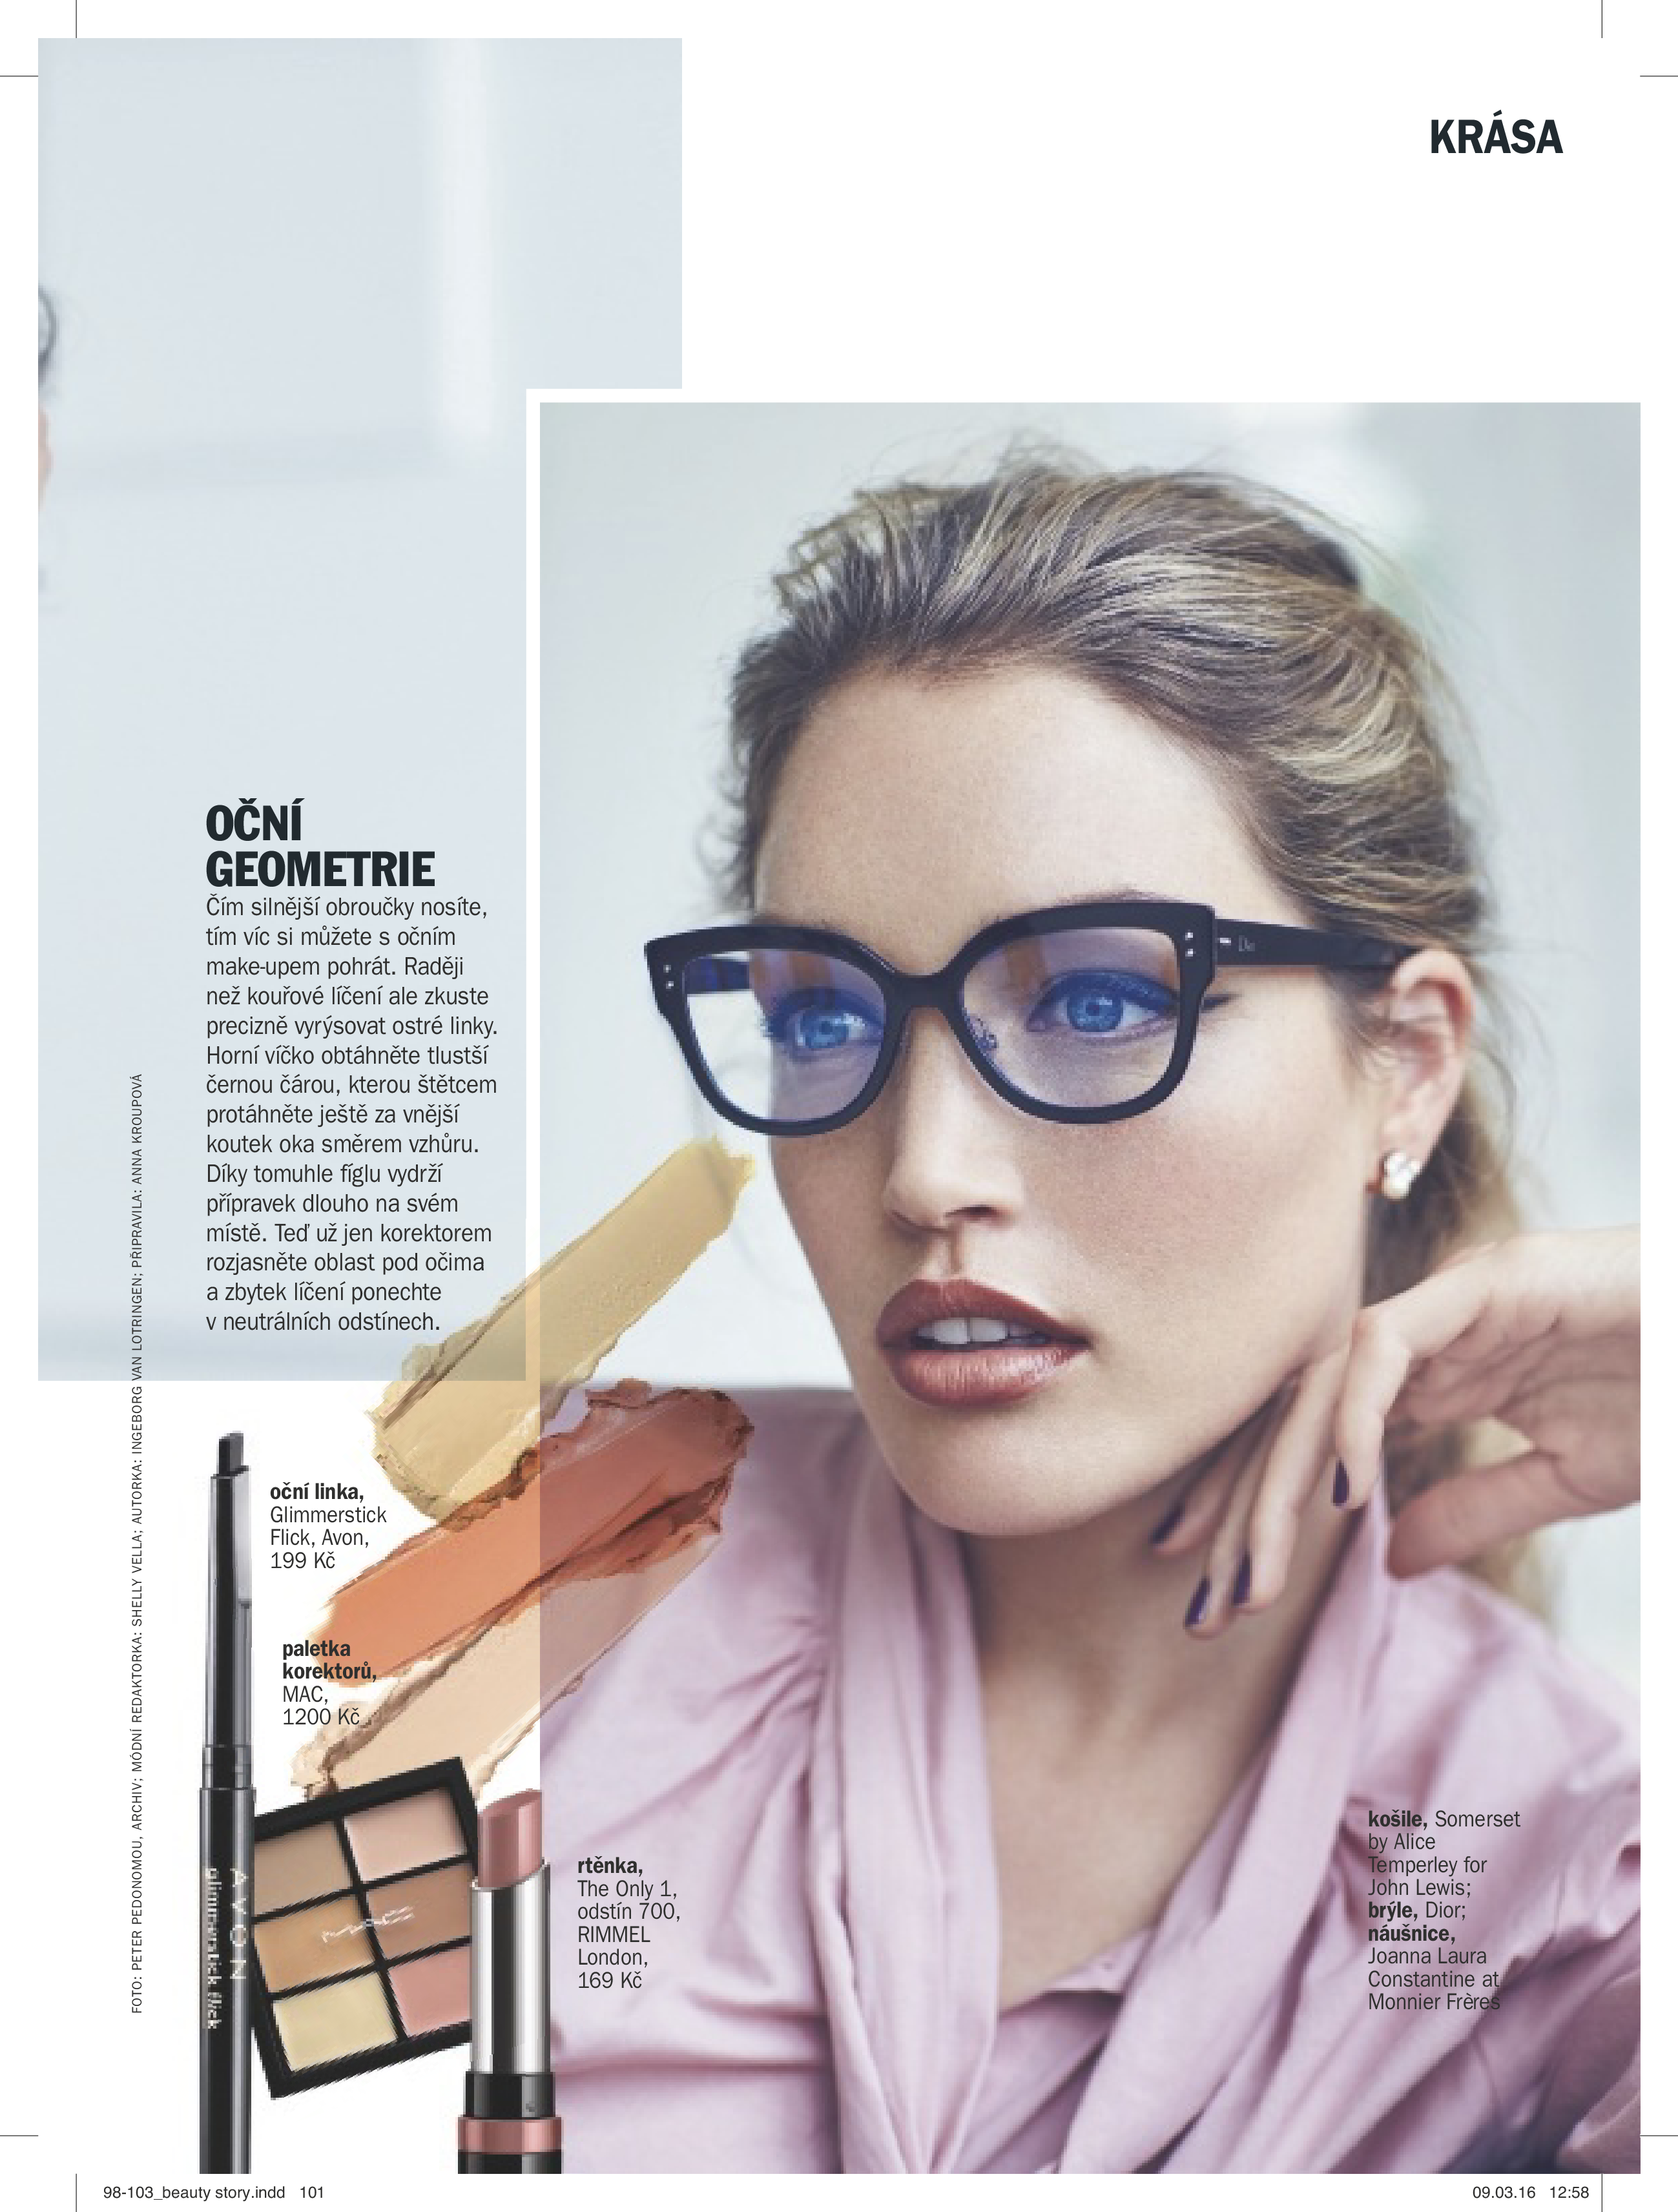 KRÁSA
OČNÍ
GEOMETRIE
Čím silnější obroučky nosíte,
tím víc si můžete s očním
make-upem pohrát. Raději
než kouřové líčení ale zkuste
precizně vyrýsovat ostré linky.
Horní víčko obtáhněte tlustší
černou čárou, kterou štětcem
protáhněte ještě za vnější
koutek oka směrem vzhůru.
Díky tomuhle fíglu vydrží
přípravek dlouho na svém
místě. Teď už jen korektorem
rozjasněte oblast pod očima
a zbytek líčení ponechte
v neutrálních odstínech.
FOTO: PETER PEDONOMOU, ARCHIV; MÓDNÍ REDAKTORKA: SHELLY VELLA; AUTORKA: INGEBORG VAN LOTRINGEN; PŘIPRAVILA: ANNA KROUPOVÁ
Dior
oční linka,
Glimmerstick
Flick, Avon,
199 Kč
paletka
korektorů,
MAC,
1200 Kč
AVON
glimmerstick flick
MAC
rtěnka,
The Only 1,
odstín 700,
RIMMEL
London,
169 Kč
košile, Somerset
by Alice
Temperley for
John Lewis;
brýle, Dior;
náušnice,
Joanna Laura
Constantine at
Monnier Frères
98-103_beauty story.indd 101
09.03.16 12:58